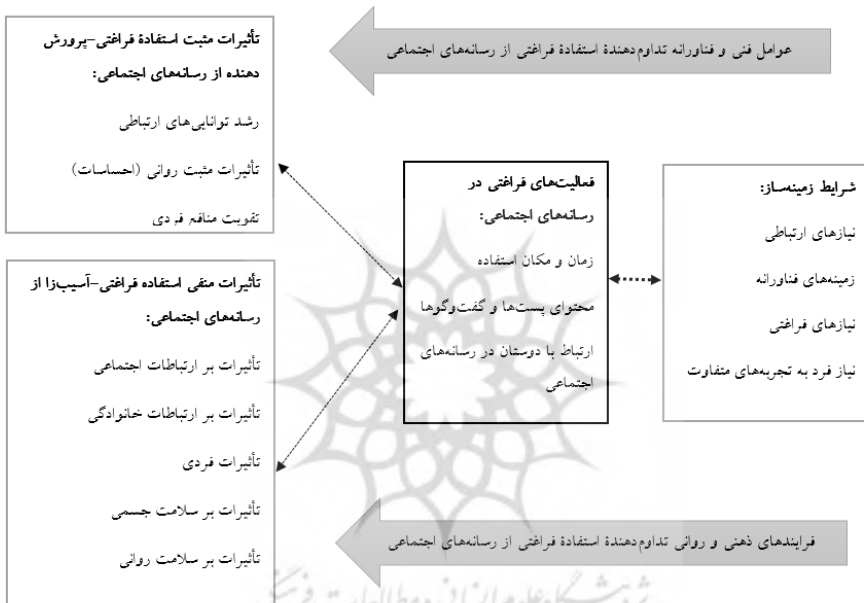 عوامل فنی و فناورانه تداوم‌دهندهٔ استفادهٔ فراغتی از رسانه‌های اجتماعی
شرایط زمینه‌ساز:
نیازهای ارتباطی
زمینه‌های فناورانه
نیازهای فراغتی
نیاز فرد به تجربه‌های متفاوت
فعالیت‌های فراغتی در
رسانه‌های اجتماعی:
زمان و مکان استفاده
محتوای پست‌ها و گفت‌وگوها
ارتباط با دوستان در رسانه‌های
اجتماعی
تأثیرات مثبت استفادهٔ فراغتی-پرورش
دهنده از رسانه‌های اجتماعی:
رشد توانایی‌های ارتباطی
تأثیرات مثبت روانی (احساسات)
تقویت منافع فردی
تأثیرات منفی استفاده فراغتی-آسیب‌زا از
رسانه‌های اجتماعی:
تأثیرات بر ارتباطات اجتماعی
تأثیرات بر ارتباطات خانوادگی
تأثیرات فردی
تأثیرات بر سلامت جسمی
تأثیرات بر سلامت روانی
فرایندهای ذهنی و روانی تداوم‌دهندهٔ استفادهٔ فراغتی از رسانه‌های اجتماعی